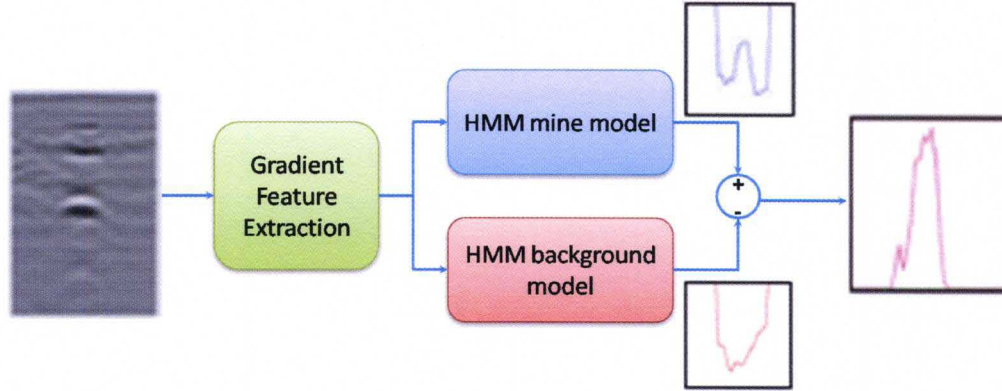 Gradient
Feature
Extraction
HMM mine model
HMM background
model
+
-